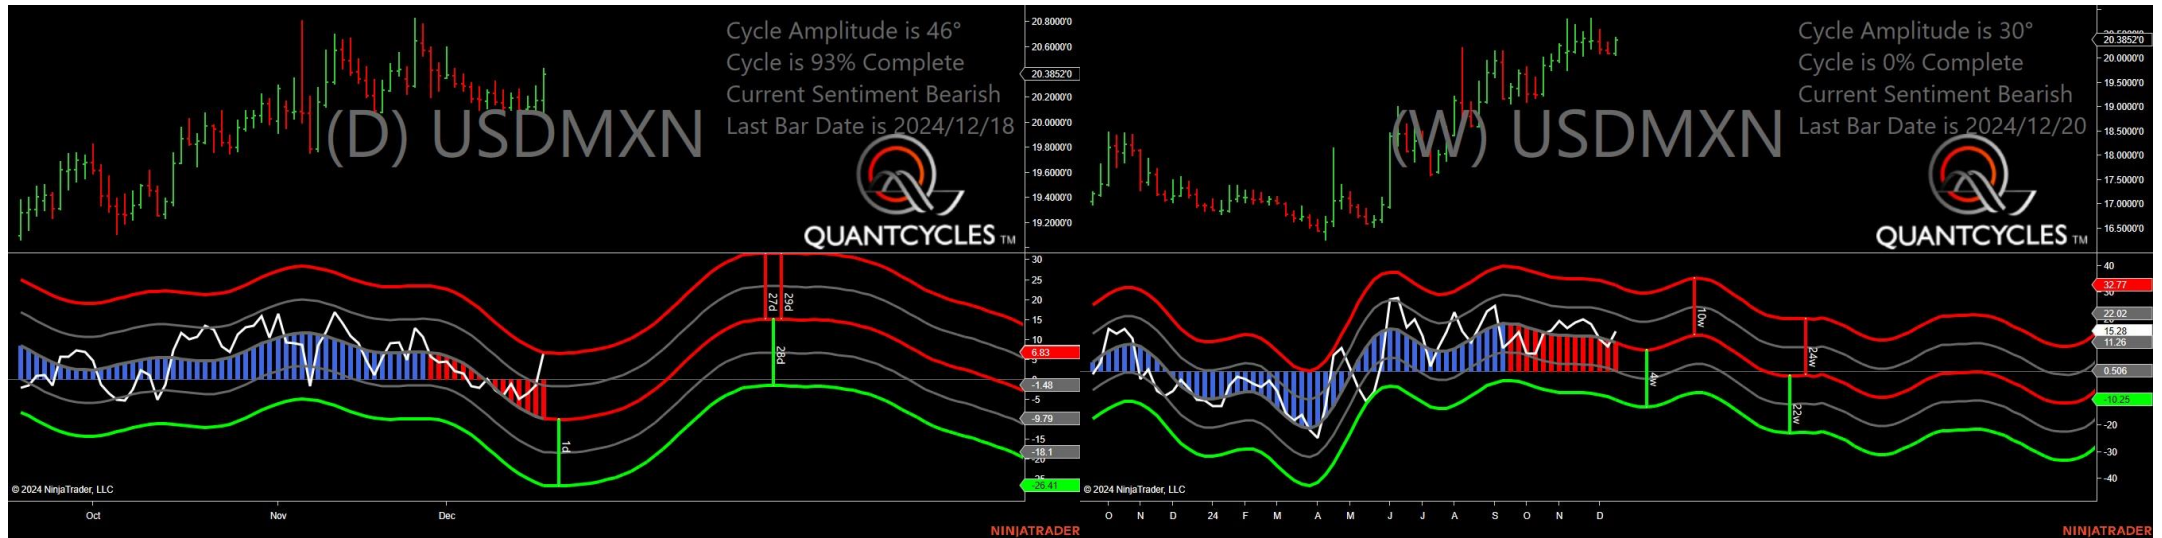 Cycle Amplitude is 46°
Cycle is 93% Complete
Current Sentiment Bearish
Last Bar Date is 2024/12/18
(D) USDMXN
QUANTCYCLES TM
20.8000'0
20.6000'0
20.3852'0
20.2000'0
20.0000'0
19.8000'0
19.6000'0
19.4000'0
19.2000'0
27d
29d
28d
1d
30
25
20
15
10
5
6.83
-1.48
-5
-9.79
-15
-18.1
-20
-26.41
© 2024 NinjaTrader, LLC
Oct
Nov
Dec
NINJATRADER
Cycle Amplitude is 30°
Cycle is 0% Complete
Current Sentiment Bearish
Last Bar Date is 2024/12/20
(W) USDMXN
QUANTCYCLES TM
20.3852'0
20.0000'0
19.5000'0
19.0000'0
18.5000'0
18.0000'0
17.5000'0
17.0000'0
16.5000'0
10w
24w
4w
22w
40
32.77
30
22.02
15.28
11.26
0.506
-10.25
-20
-30
-40
© 2024 NinjaTrader, LLC
O
N
D
24
F
M
A
M
J
J
A
S
O
N
D
NINJATRADER